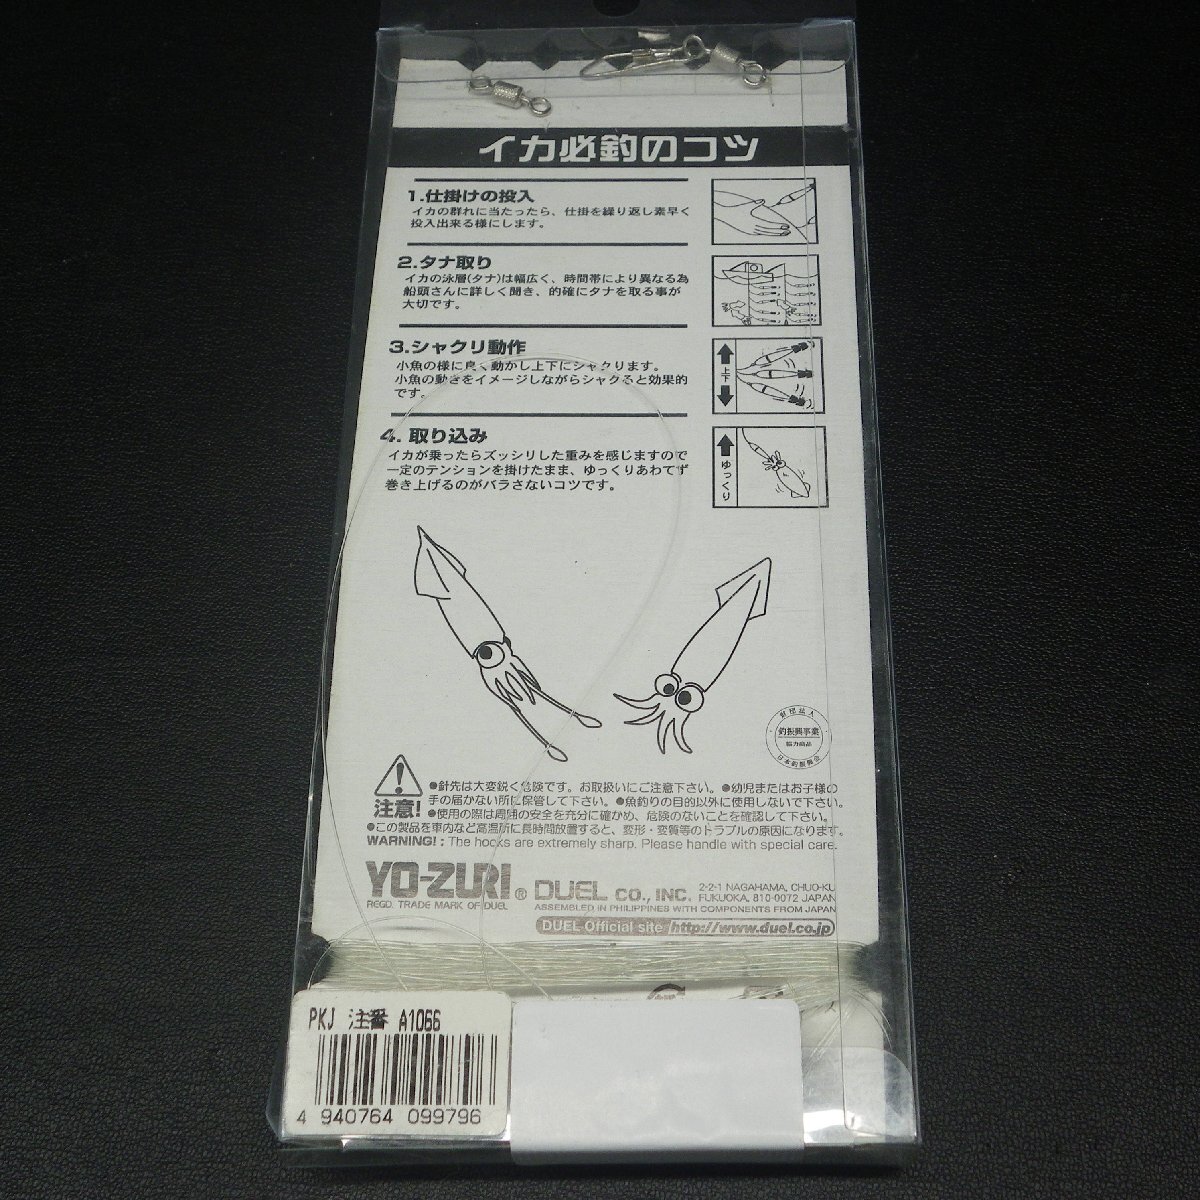 イカ必釣のコツ
1.仕掛けの投入
イカの群れに当たったら、仕掛を繰り返し素早く
投入出来る様にします。
2.タナ取り
イカの泳層(タナ)は幅広く、時間帯により異なる為
船頭さんに詳しく聞き、的確にタナを取る事が
大切です。
3.シャクリ動作
小魚の様に良く動かし上下にシャクります。
小魚の動きをイメージしながらシャクると効果的
です。
上下
4. 取り込み
イカが乗ったらズッシリした重みを感じますので
一定のテンションを掛けたまま、ゆっくりあわてず
巻き上げるのがバラさないコツです。
ゆっくり
財団法人
釣振興事業
協力商品
日本釣振興会
注意!
●針先は大変鋭く危険です。お取扱いにご注意下さい。●幼児またはお子様の
手の届かない所に保管して下さい。●魚釣りの目的以外に使用しないで下さい。
●使用の際は周囲の安全を充分に確かめ、危険のないことを確認して下さい。
●この製品を車内など高温所に長時間放置すると、変形・変質等のトラブルの原因になります。
WARNING! : The hooks are extremely sharp. Please handle with special care.
YO-ZURI® DUEL CO., INC.
REGD. TRADE MARK OF DUEL
2-2-1 NAGAHAMA, CHUO-KU
FUKUOKA, 810-0072 JAPAN
ASSEMBLED IN PHILIPPINES WITH COMPONENTS FROM JAPAN
DUEL Official site http://www.duel.co.jp
PKJ 注番 A1066
4 940764 099796